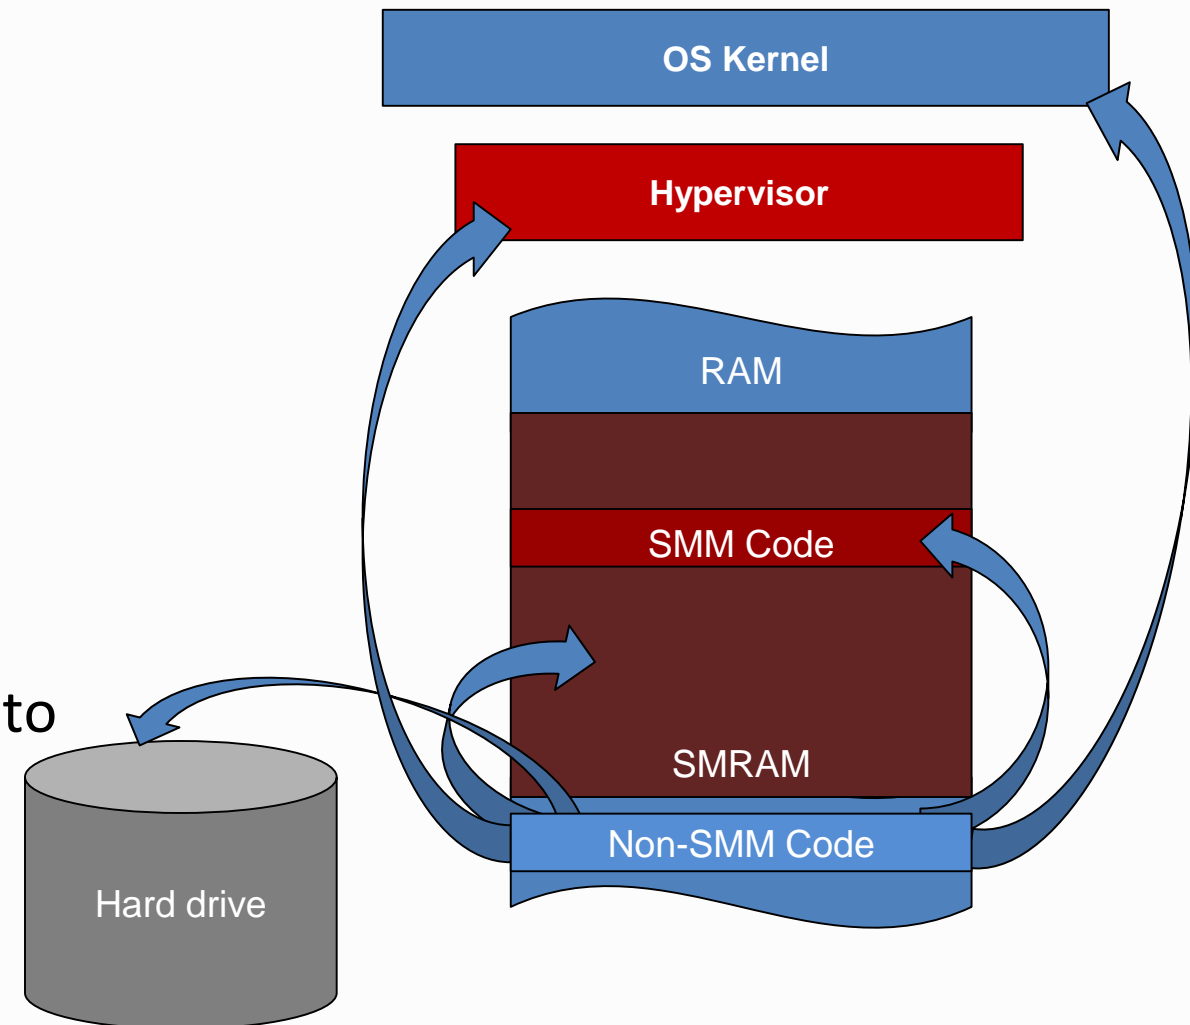 OS Kernel
Hypervisor
RAM
SMM Code
to
SMRAM
Non-SMM Code
Hard drive